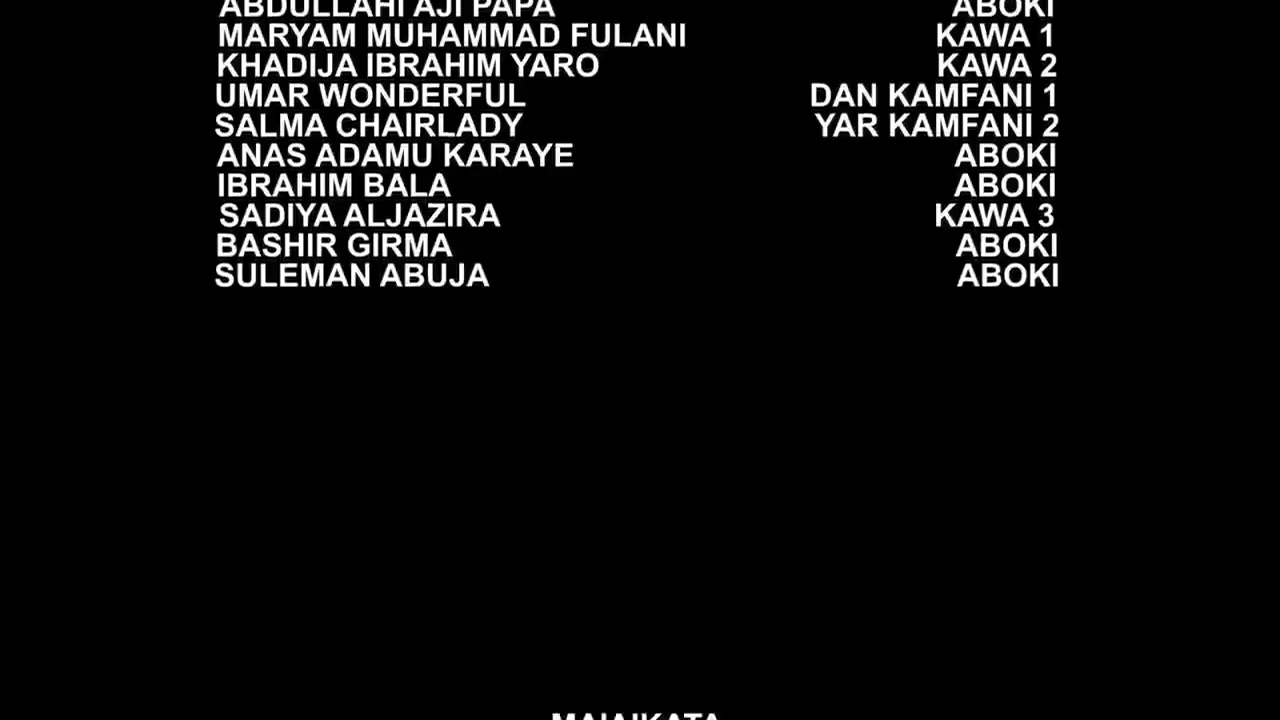 ABDULLAHI AJI PAPA ABOKI
MARYAM MUHAMMAD FULANI KAWA 1
KHADIJA IBRAHIM YARO KAWA 2
UMAR WONDERFUL DAN KAMFANI 1
SALMA CHAIRLADY YAR KAMFANI 2
ANAS ADAMU KARAYE ABOKI
IBRAHIM BALA ABOKI
SADIYA ALJAZIRA KAWA 3
BASHIR GIRMA ABOKI
SULEMAN ABUJA ABOKI